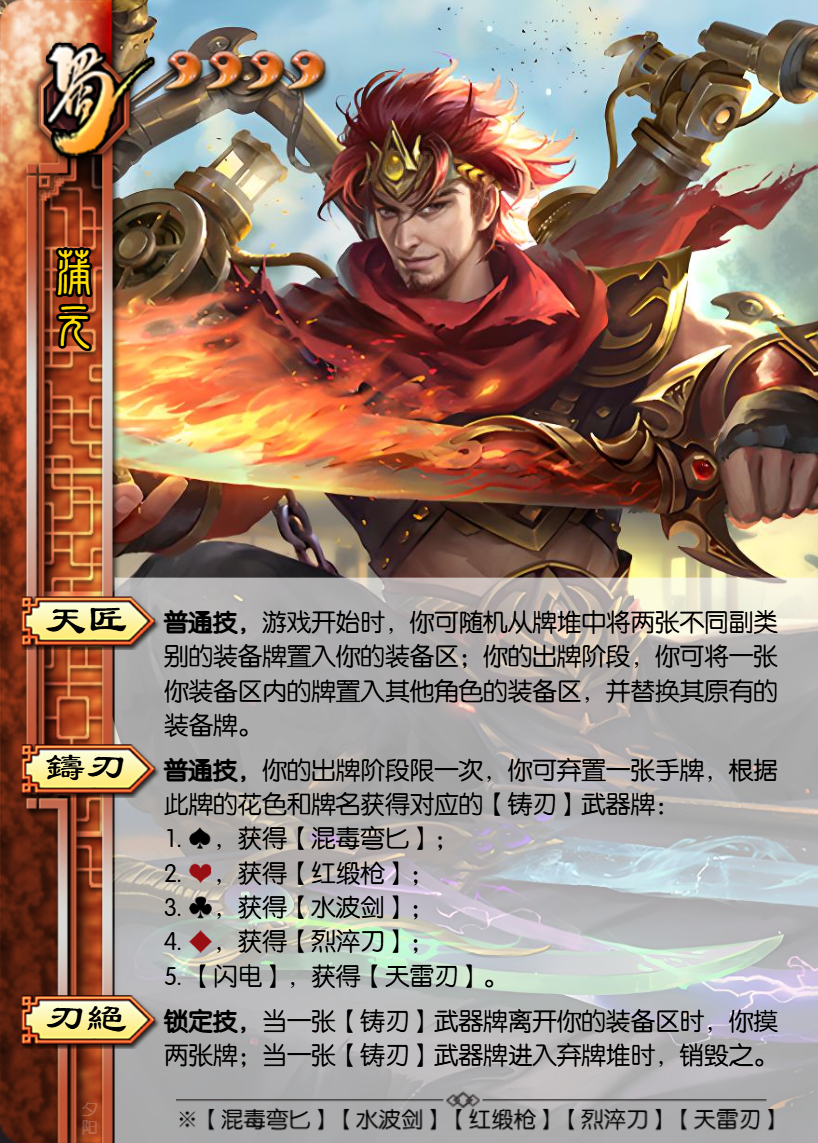 蜀
蒲元
天匠
普通技，游戏开始时，你可随机从牌堆中将两张不同副类
别的装备牌置入你的装备区；你的出牌阶段，你可将一张
你装备区内的牌置入其他角色的装备区，并替换其原有的
装备牌。
鑄刃
普通技，你的出牌阶段限一次，你可弃置一张手牌，根据
此牌的花色和牌名获得对应的【铸刃】武器牌：
1. ♠，获得【混毒弯匕】；
2. ♥，获得【红缎枪】；
3. ♣，获得【水波剑】；
4. ♦，获得【烈淬刀】；
5.【闪电】，获得【天雷刃】。
刃絕
锁定技，当一张【铸刃】武器牌离开你的装备区时，你摸
两张牌；当一张【铸刃】武器牌进入弃牌堆时，销毁之。
※【混毒弯匕】【水波剑】【红缎枪】【烈淬刀】【天雷刃】
夕阳